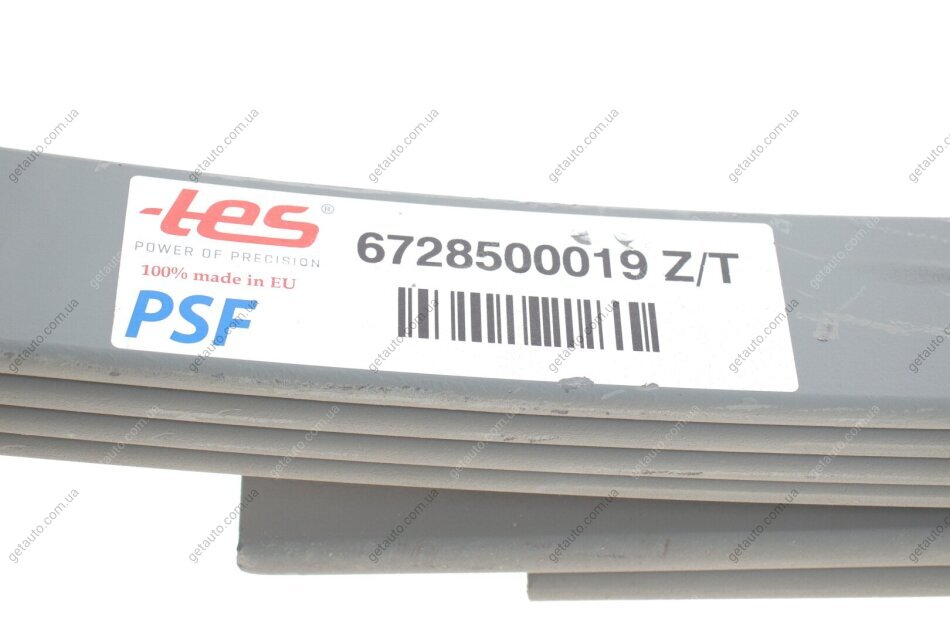 tes®
POWER OF PRECISION
100% made in EU
PSF
6728500019 Z/T
getauto.com.ua